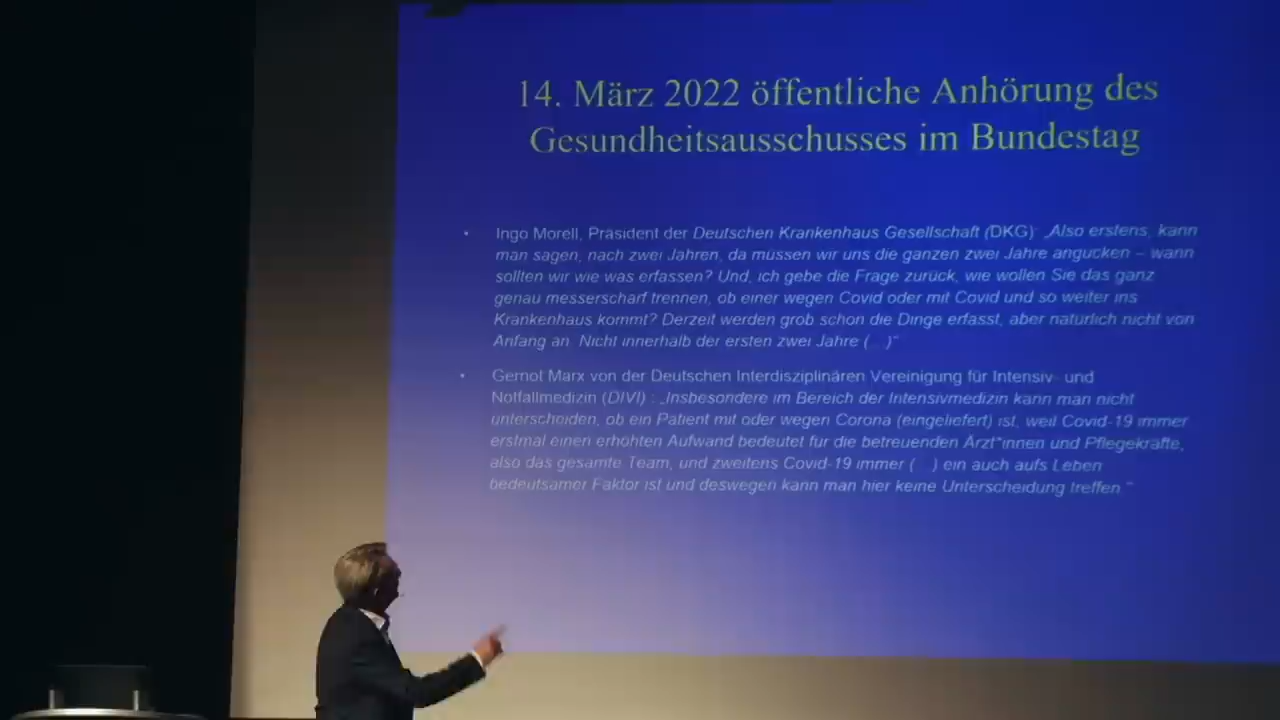 14. März 2022 öffentliche Anhörung des
Gesundheitsausschusses im Bundestag
• Ingo Morell, Präsident der Deutschen Krankenhaus Gesellschaft (DKG): „Also erstens, kann
man sagen, nach zwei Jahren, da müssen wir uns die ganzen zwei Jahre angucken – wann
sollten wir wie was erfassen? Und, ich gebe die Frage zurück, wie wollen Sie das ganz
genau messerscharf trennen, ob einer wegen Covid oder mit Covid und so weiter ins
Krankenhaus kommt? Derzeit werden grob schon die Dinge erfasst, aber natürlich nicht von
Anfang an. Nicht innerhalb der ersten zwei Jahre (...)“
• Gernot Marx von der Deutschen Interdisziplinären Vereinigung für Intensiv- und
Notfallmedizin (DIVI) : „Insbesondere im Bereich der Intensivmedizin kann man nicht
unterscheiden, ob ein Patient mit oder wegen Corona (eingeliefert) ist, weil Covid-19 immer
erstmal einen erhöhten Aufwand bedeutet für die betreuenden Ärzt*innen und Pflegekräfte,
also das gesamte Team, und zweitens Covid-19 immer (...) ein auch aufs Leben
bedeutsamer Faktor ist und deswegen kann man hier keine Unterscheidung treffen.“